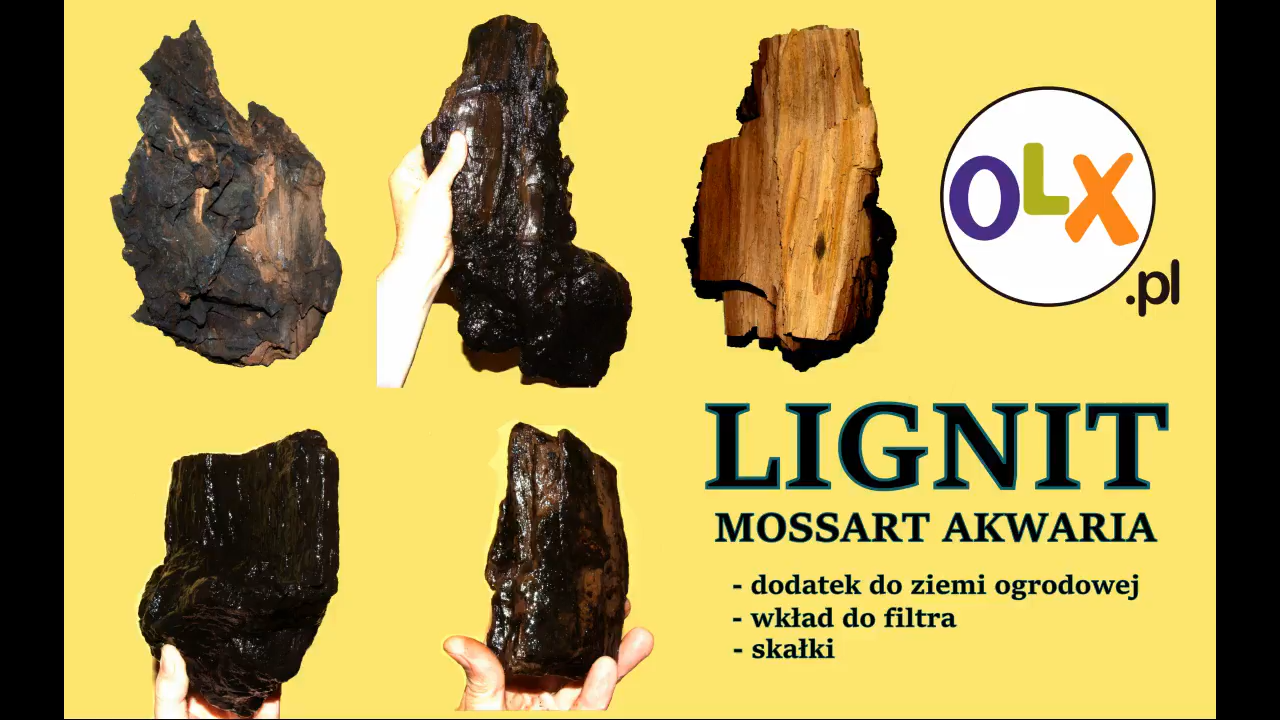 OLX
.pl
LIGNIT
MOSSART AKWARIA
- dodatek do ziemi ogrodowej
- wkład do filtra
- skałki